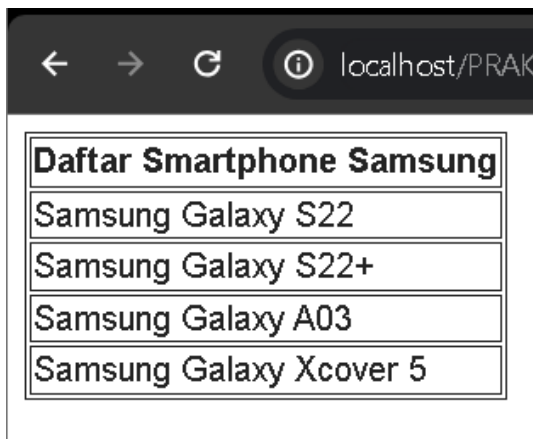 localhost/PRAK
Daftar Smartphone Samsung
Samsung Galaxy S22
Samsung Galaxy S22+
Samsung Galaxy A03
Samsung Galaxy Xcover 5